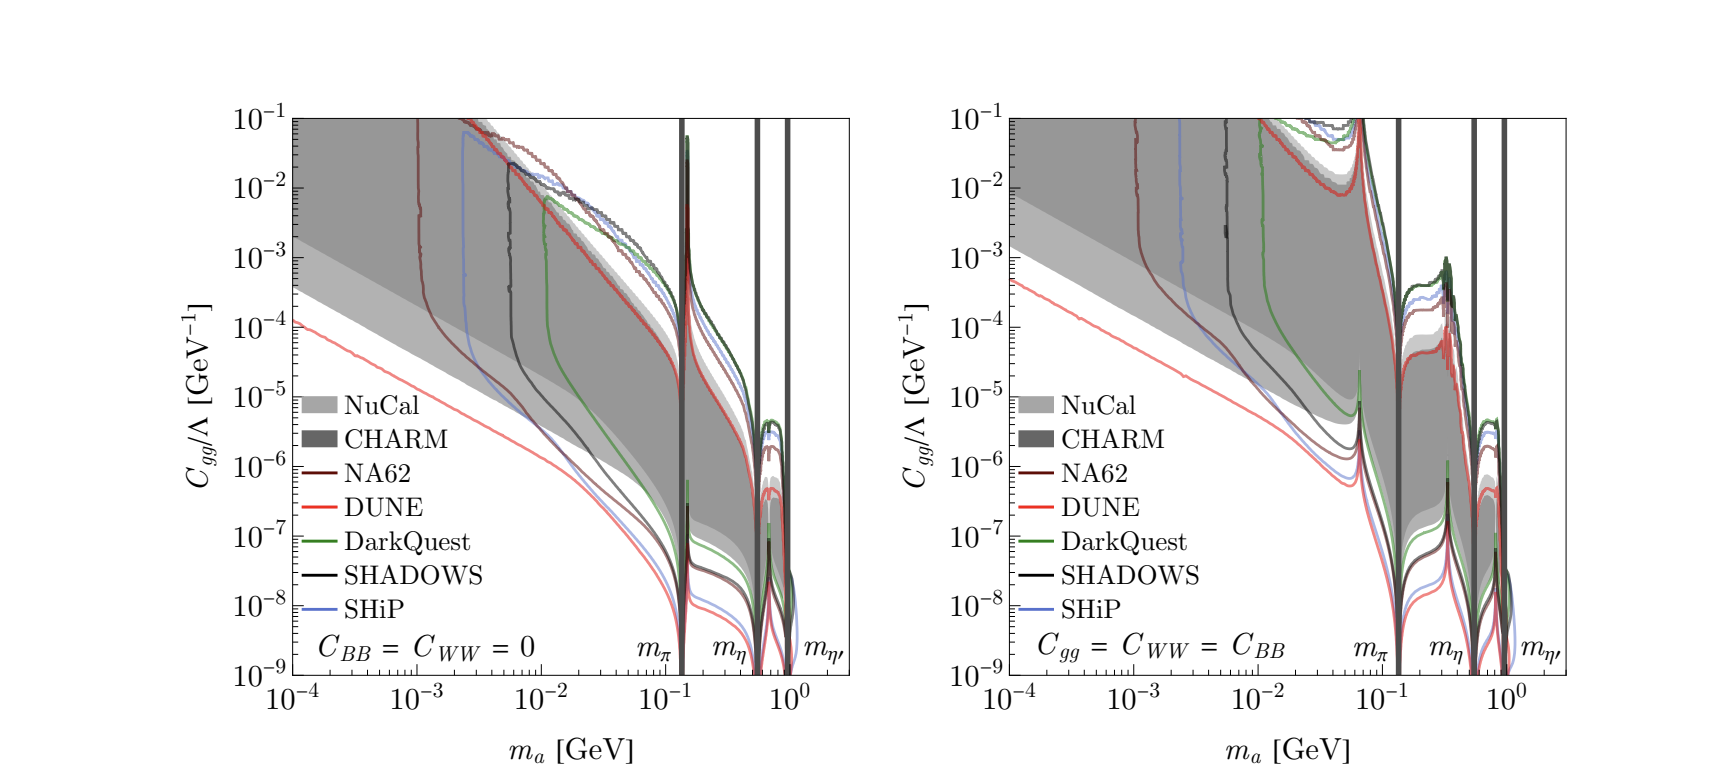 10⁻¹
10⁻²
10⁻³
10⁻⁴
10⁻⁵
10⁻⁶
10⁻⁷
10⁻⁸
10⁻⁹
C_gg/Λ [GeV⁻¹]
NuCal
CHARM
NA62
DUNE
DarkQuest
SHADOWS
SHiP
C_BB = C_WW = 0
m_π
m_η
m_η′
10⁻⁴ 10⁻³ 10⁻² 10⁻¹ 10⁰
m_a [GeV]
10⁻¹
10⁻²
10⁻³
10⁻⁴
10⁻⁵
10⁻⁶
10⁻⁷
10⁻⁸
10⁻⁹
C_gg/Λ [GeV⁻¹]
NuCal
CHARM
NA62
DUNE
DarkQuest
SHADOWS
SHiP
C_gg = C_WW = C_BB
m_π
m_η
m_η′
10⁻⁴ 10⁻³ 10⁻² 10⁻¹ 10⁰
m_a [GeV]